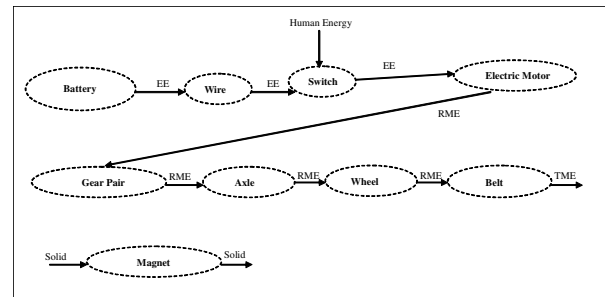 Human Energy
Battery
EE
Wire
EE
Switch
EE
Electric Motor
RME
Gear Pair
RME
Axle
RME
Wheel
RME
Belt
TME
Solid
Magnet
Solid